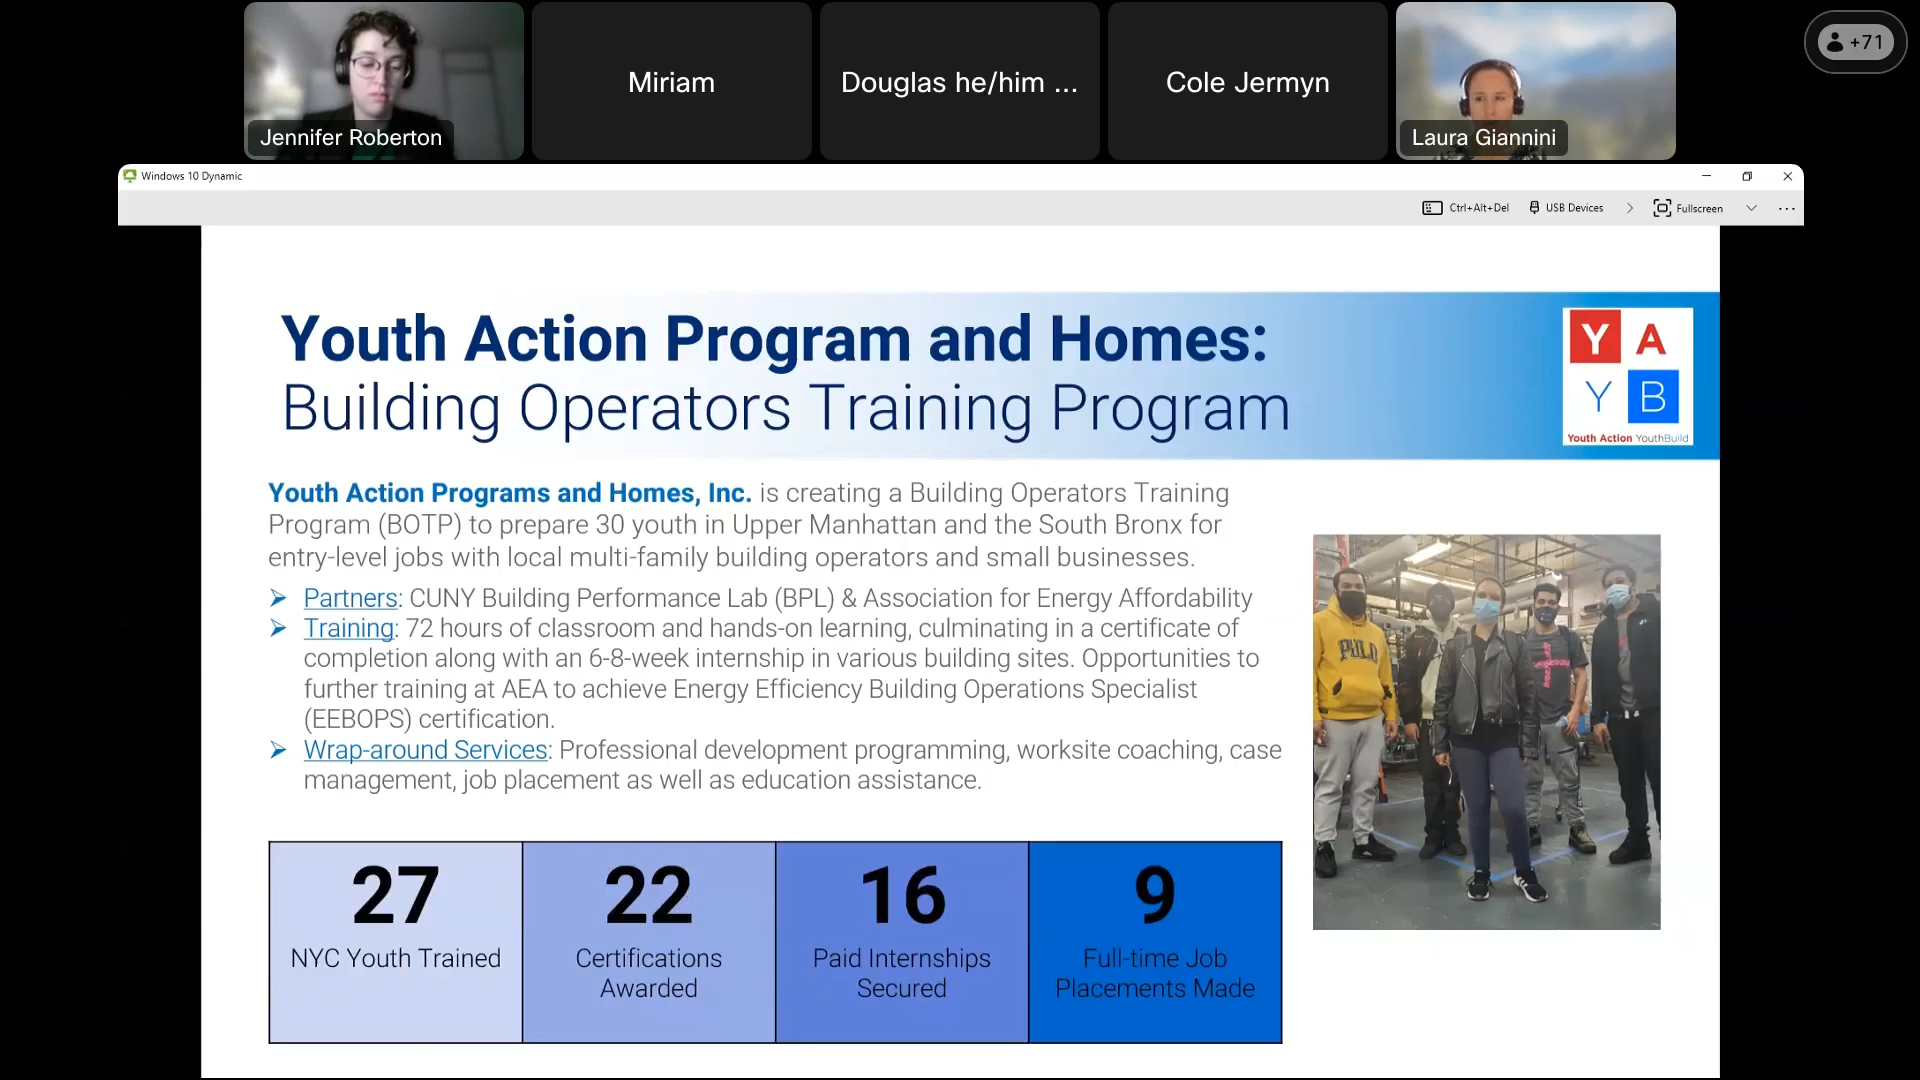 Jennifer Roberton
Miriam
Douglas he/him ...
Cole Jermyn
Laura Giannini
+71
Windows 10 Dynamic
Ctrl+Alt+Del
USB Devices
Fullscreen
Youth Action Program and Homes:
Building Operators Training Program
Y A
Y B
Youth Action YouthBuild
Youth Action Programs and Homes, Inc. is creating a Building Operators Training
Program (BOTP) to prepare 30 youth in Upper Manhattan and the South Bronx for
entry-level jobs with local multi-family building operators and small businesses.
Partners: CUNY Building Performance Lab (BPL) & Association for Energy Affordability
Training: 72 hours of classroom and hands-on learning, culminating in a certificate of
completion along with an 6-8-week internship in various building sites. Opportunities to
further training at AEA to achieve Energy Efficiency Building Operations Specialist
(EEBOPS) certification.
Wrap-around Services: Professional development programming, worksite coaching, case
management, job placement as well as education assistance.
27
NYC Youth Trained
22
Certifications
Awarded
16
Paid Internships
Secured
9
Full-time Job
Placements Made